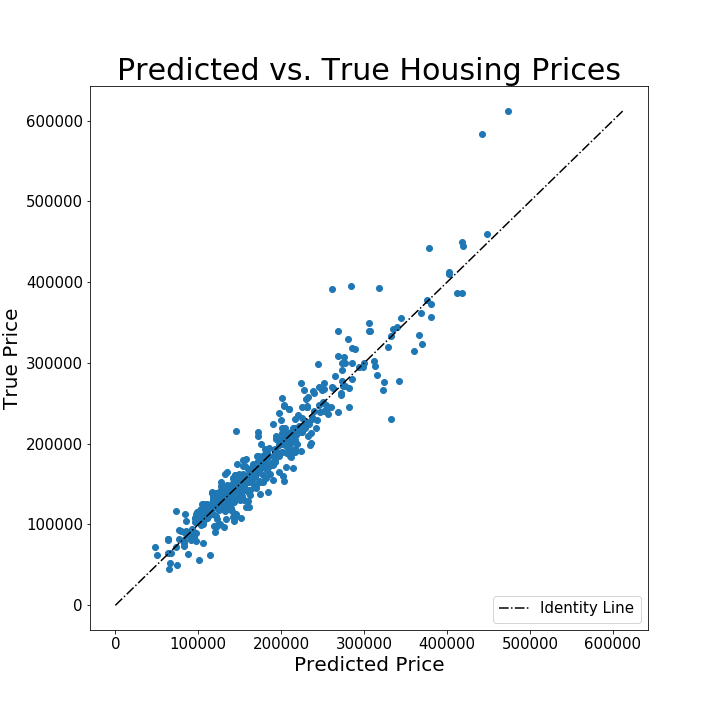 Predicted vs. True Housing Prices
True Price
600000
500000
400000
300000
200000
100000
0
0 100000 200000 300000 400000 500000 600000
Predicted Price
Identity Line